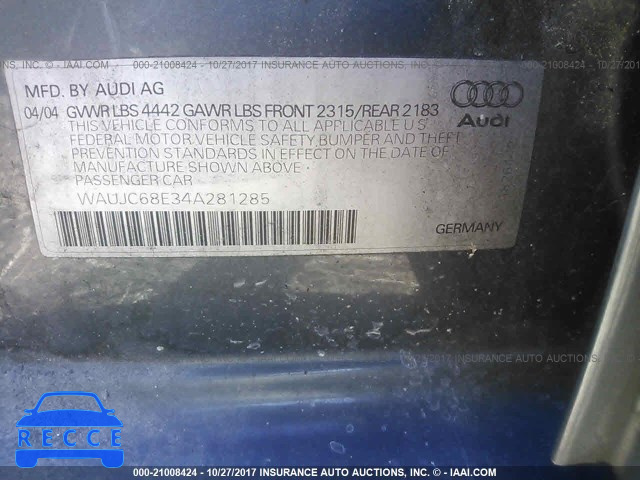 000-21008424 - 10/27/2017 INSURANCE AUTO AUCTIONS, INC. - © IAAI.COM
MFD. BY AUDI AG
04/04 GVWR LBS 4442 GAWR LBS FRONT 2315/REAR 2183
THIS VEHICLE CONFORMS TO ALL APPLICABLE US
FEDERAL MOTOR VEHICLE SAFETY BUMPER AND THEFT
PREVENTION STANDARDS IN EFFECT ON THE DATE OF
MANUFACTURE SHOWN ABOVE -
PASSENGER CAR
WAUJC68E34A281285
Audi
GERMANY
RECCE
000-21008424 - 10/27/2017 INSURANCE AUTO AUCTIONS, INC. - © IAAI.COM